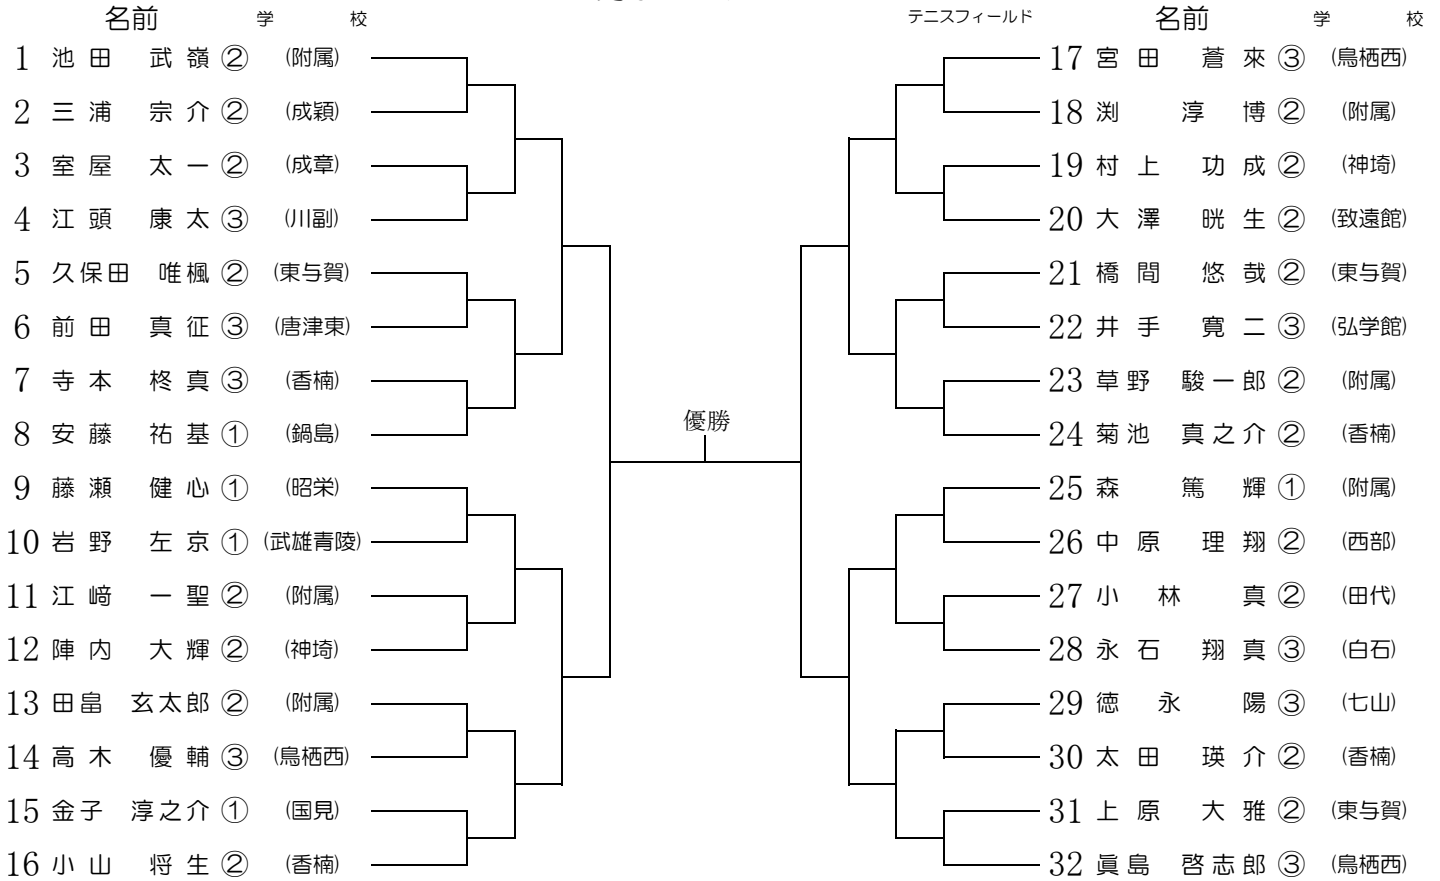 名前 学 校
1 池田 武嶺 ② (附属)
2 三浦 宗介 ② (成穎)
3 室屋 太一 ② (成章)
4 江頭 康太 ③ (川副)
5 久保田 唯楓 ② (東与賀)
6 前田 真征 ③ (唐津東)
7 寺本 柊真 ③ (香楠)
8 安藤 祐基 ① (鍋島)
9 藤瀬 健心 ① (昭栄)
10 岩野 左京 ① (武雄青陵)
11 江﨑 一聖 ② (附属)
12 陣内 大輝 ② (神埼)
13 田畠 玄太郎 ② (附属)
14 高木 優輔 ③ (鳥栖西)
15 金子 淳之介 ① (国見)
16 小山 将生 ② (香楠)
優勝
テニスフィールド 名前 学 校
17 宮田 蒼來 ③ (鳥栖西)
18 渕 淳博 ② (附属)
19 村上 功成 ② (神埼)
20 大澤 晄生 ② (致遠館)
21 橋間 悠哉 ② (東与賀)
22 井手 寛二 ③ (弘学館)
23 草野 駿一郎 ② (附属)
24 菊池 真之介 ② (香楠)
25 森 篤輝 ① (附属)
26 中原 理翔 ② (西部)
27 小林 真 ② (田代)
28 永石 翔真 ③ (白石)
29 徳永 陽 ③ (七山)
30 太田 瑛介 ② (香楠)
31 上原 大雅 ② (東与賀)
32 眞島 啓志郎 ③ (鳥栖西)